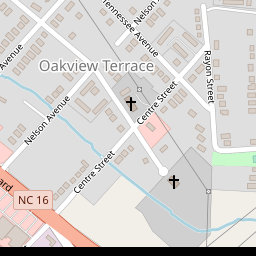 Nelson
Tennessee Avenue
Avenue
Oakview Terrace
Rayon Street
Centre Street
Nelson Avenue
Centre Street
NC 16
ard